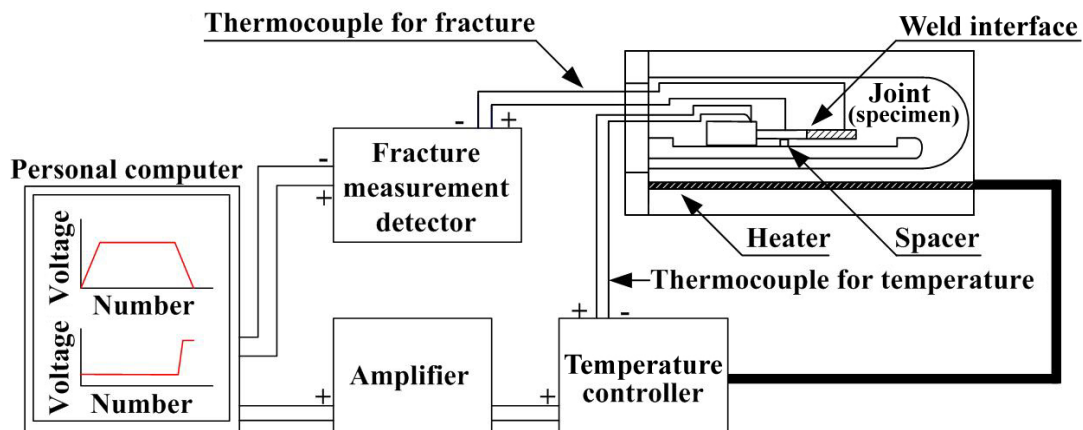 Thermocouple for fracture
Weld interface
Joint
(specimen)
-
+
Fracture
measurement
detector
-
+
Personal computer
Voltage
Number
Voltage
Number
Heater
Spacer
Thermocouple for temperature
+
-
Amplifier
Temperature
controller
+
+